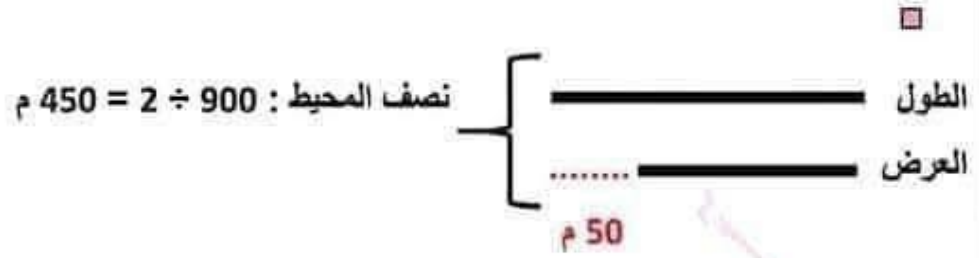 الطول
نصف المحيط : 900 ÷ 2 = 450 م
العرض
........
50 م